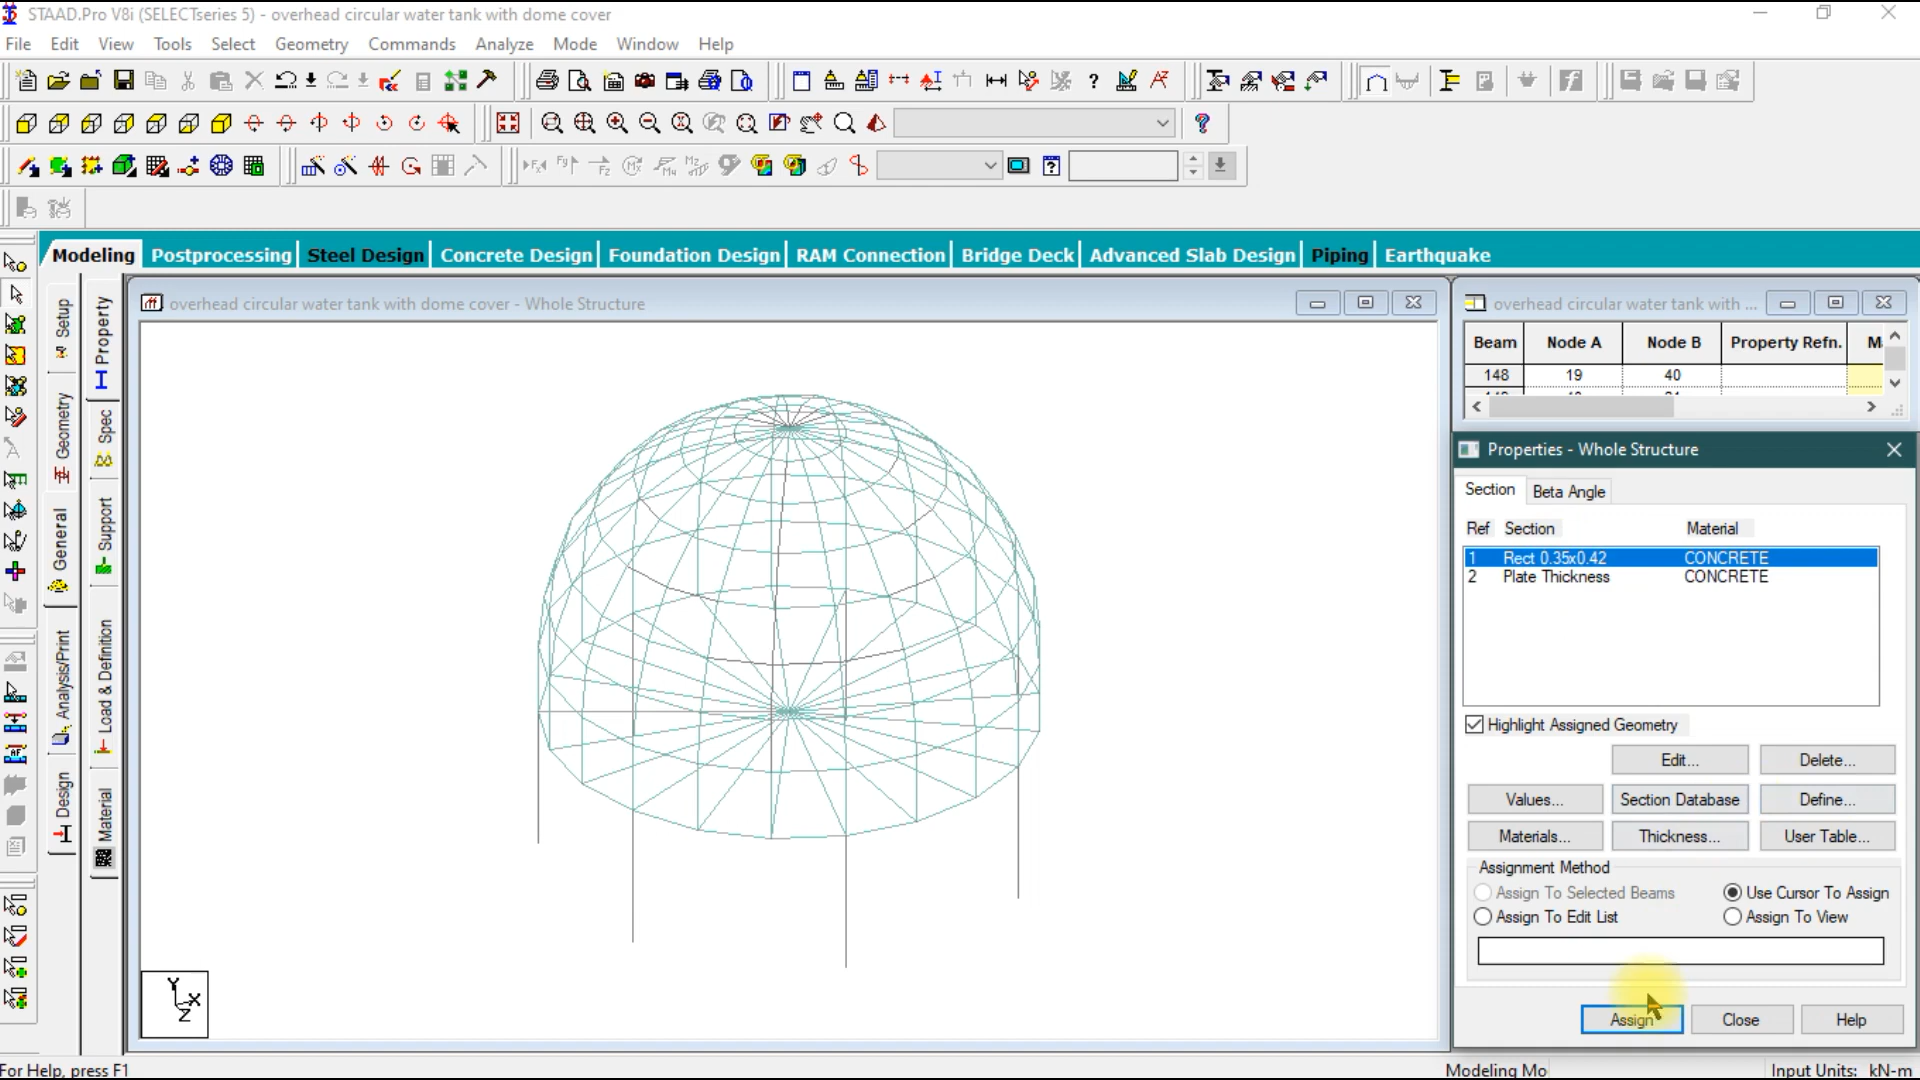 STAAD.Pro V8i (SELECTseries 5) - overhead circular water tank with dome cover
File Edit View Tools Select Geometry Commands Analyze Mode Window Help
Modeling Postprocessing Steel Design Concrete Design Foundation Design RAM Connection Bridge Deck Advanced Slab Design Piping Earthquake
Setup
Geometry
General
Analysis/Print
Design
Property
Spec
Support
Load & Definition
Material
overhead circular water tank with dome cover - Whole Structure
Y
X
Z
overhead circular water tank with ...
Beam Node A Node B Property Refn. M
148 19 40
Properties - Whole Structure
Section Beta Angle
Ref Section Material
1 Rect 0.35x0.42 CONCRETE
2 Plate Thickness CONCRETE
Highlight Assigned Geometry
Edit... Delete...
Values... Section Database Define...
Materials... Thickness... User Table...
Assignment Method
Assign To Selected Beams Use Cursor To Assign
Assign To Edit List Assign To View
Assign Close Help
For Help, press F1 Modeling Mo Input Units: kN-m